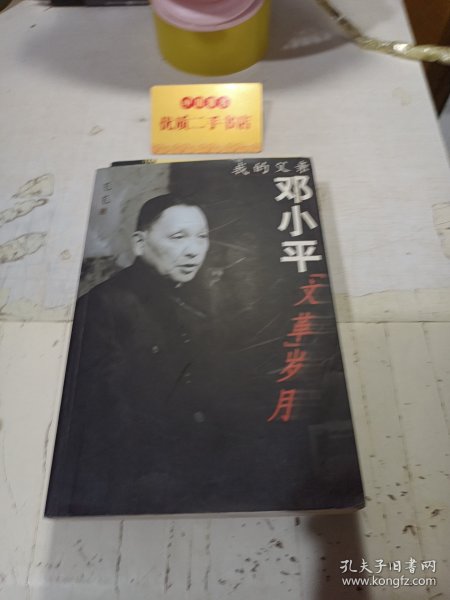 优质二手书店
我的父亲
邓小平
「文革」岁月
毛毛 著
孔夫子旧书网
www.kongfz.com